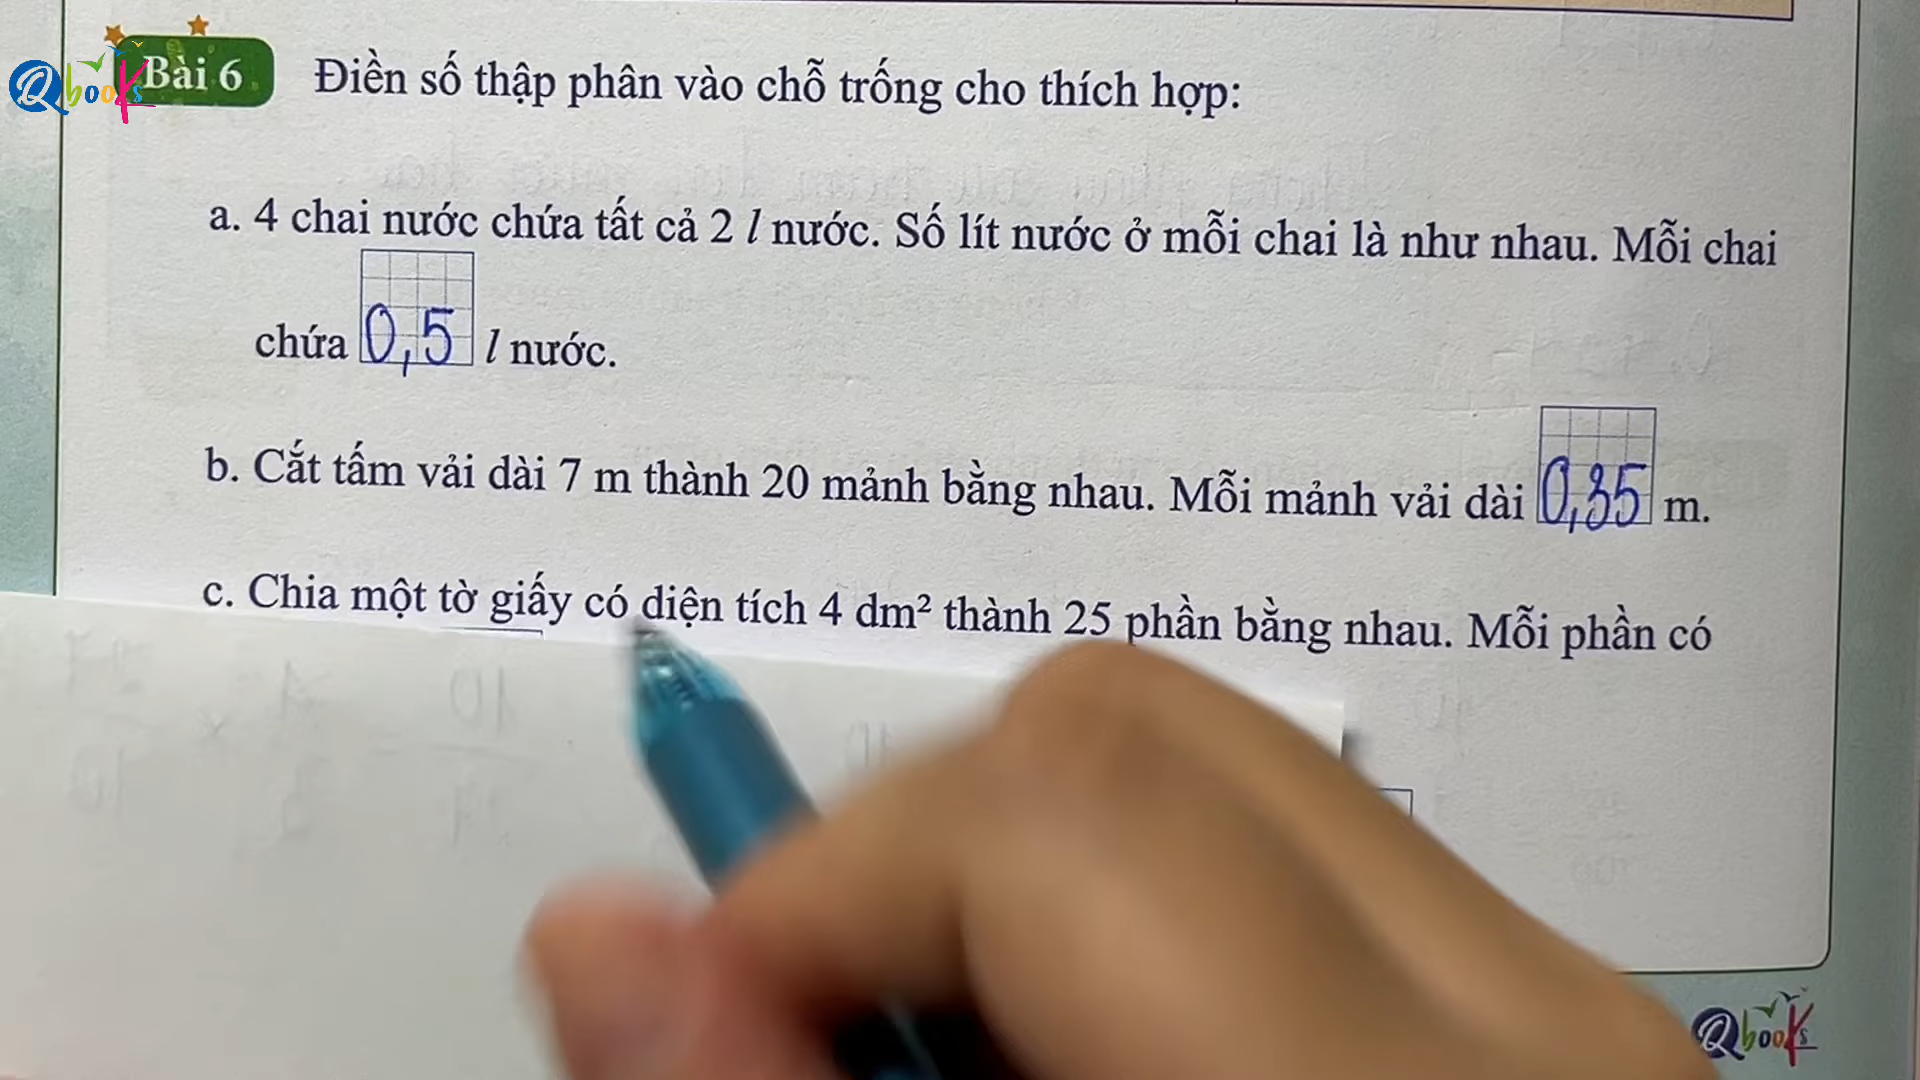 Qbooks
Bài 6 Điền số thập phân vào chỗ trống cho thích hợp:
a. 4 chai nước chứa tất cả 2 l nước. Số lít nước ở mỗi chai là như nhau. Mỗi chai
chứa 0,5 l nước.
b. Cắt tấm vải dài 7 m thành 20 mảnh bằng nhau. Mỗi mảnh vải dài 0,35 m.
c. Chia một tờ giấy có diện tích 4 dm² thành 25 phần bằng nhau. Mỗi phần có
Qbooks